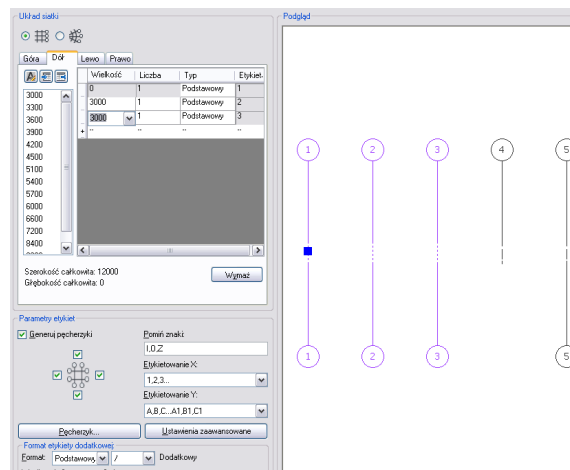 Układ siatki
Góra Dół Lewo Prawo
Wielkość Liczba Typ Etykiet
0 1 Podstawowy 1
3000 1 Podstawowy 2
3000 1 Podstawowy 3
+ .. .. .. ..
3000
3300
3600
3900
4200
4500
5100
5400
5700
6000
6600
7200
8400
Szerokość całkowita: 12000
Głębokość całkowita: 0
Wymaż
Parametry etykiet
Generuj pęcherzyki
Pomiń znaki:
I,O,Z
Etykietowanie X:
1,2,3...
Etykietowanie Y:
A,B,C...A1,B1,C1
Pęcherzyk...
Ustawienia zaawansowane
Format etykiety dodatkowej
Format: Podstawowy / Dodatkowy
Podgląd
1 2 3 4 5
1 2 3 5